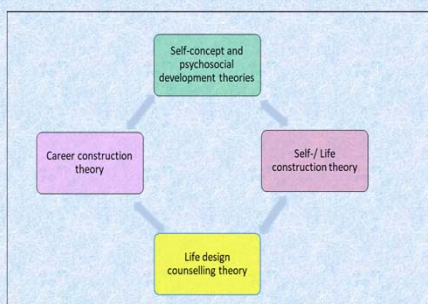 Self-concept and
psychosocial
development theories
Career construction
theory
Self-/ Life
construction theory
Life design
counselling theory